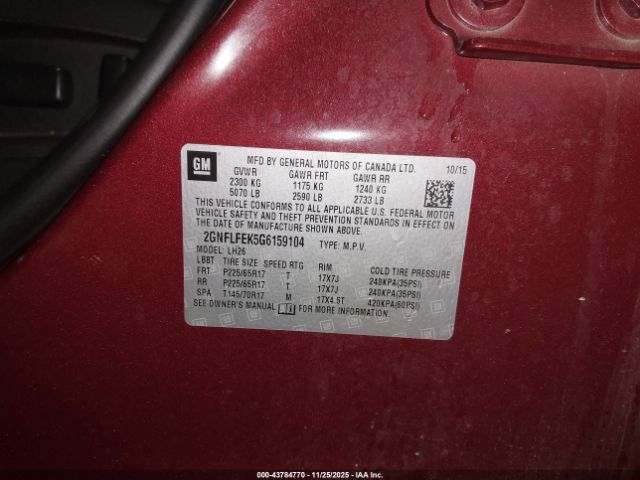 GM
MFD BY GENERAL MOTORS OF CANADA LTD. 10/15
GVWR GAWR FRT GAWR RR
2300 KG 1175 KG 1240 KG
5070 LB 2590 LB 2733 LB
THIS VEHICLE CONFORMS TO ALL APPLICABLE U.S. FEDERAL MOTOR
VEHICLE SAFETY AND THEFT PREVENTION STANDARDS IN EFFECT ON
THE DATE OF MANUFACTURE SHOWN ABOVE.
2GNFLFEK5G6159104 TYPE: M.P.V.
MODEL: LH26
LBBT TIRE SIZE SPEED RTG RIM COLD TIRE PRESSURE
FRT P225/65R17 T 17X7J 240KPA(35PSI)
RR P225/65R17 T 17X7J 240KPA(35PSI)
SPA T145/70R17 M 17X4.5T 420KPA(60PSI)
SEE OWNER'S MANUAL FOR MORE INFORMATION.
000-43784770 - 11/25/2025 - IAA Inc.